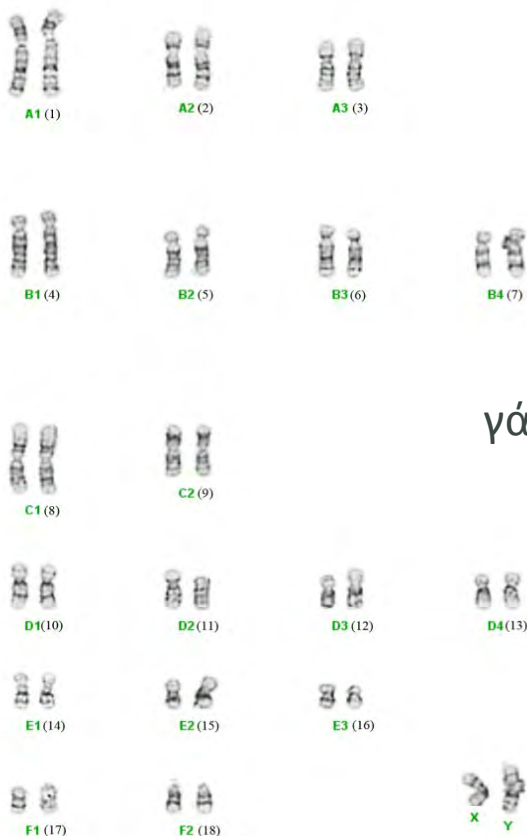 A1 (1) A2 (2) A3 (3)
B1 (4) B2 (5) B3 (6) B4 (7)
γά
C1 (8) C2 (9)
D1 (10) D2 (11) D3 (12) D4 (13)
E1 (14) E2 (15) E3 (16)
F1 (17) F2 (18) X Y